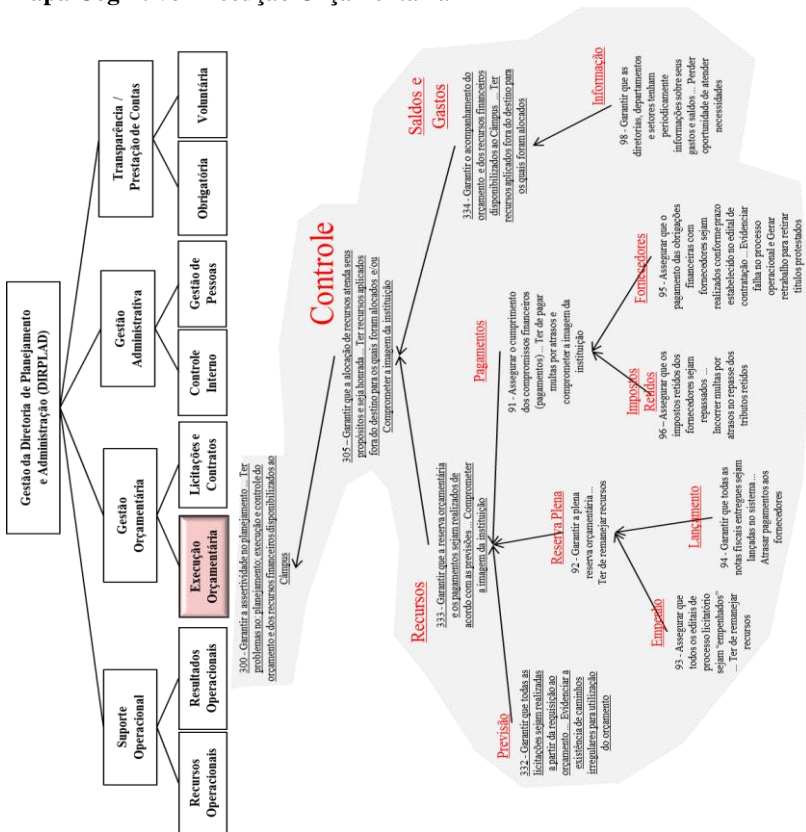 Gestão da Diretoria de Planejamento
e Administração (DIRPLAD)
Suporte
Operacional
Gestão
Orçamentária
Gestão
Administrativa
Transparência /
Prestação de Contas
Recursos
Operacionais
Resultados
Operacionais
Execução
Orçamentária
Licitações e
Contratos
Controle
Interno
Gestão de
Pessoas
Obrigatória
Voluntária
300 - Garantir a assertividade no planejamento ... Ter
problemas no planejamento; execução e controle do
orçamento e dos recursos financeiros disponibilizados ao
Câmpus
Controle
305 – Garantir que a alocação de recursos atenda seus
propósitos e seja honrada ... Ter recursos aplicados
fora do destino para os quais foram alocados e/ou
Comprometer a imagem da instituição
Recursos
333 - Garantir que a reserva orçamentária
e os pagamentos sejam realizados de
acordo com as previsões ... Comprometer
a imagem da instituição
Saldos e
Gastos
334 - Garantir o acompanhamento do
orçamento e dos recursos financeiros
disponibilizados ao Câmpus ... Ter
recursos aplicados fora do destino para
os quais foram alocados
Previsão
332 - Garantir que todas as
licitações sejam realizadas
a partir da requisição ao
orçamento ... Evidenciar a
existência de caminhos
irregulares para utilização
do orçamento
Reserva Plena
92 - Garantir a plena
reserva orçamentária ...
Ter de remanejar recursos
Pagamentos
91 - Assegurar o cumprimento
dos compromissos financeiros
(pagamentos) ... Ter de pagar
multas por atrasos e
comprometer a imagem da
instituição
Informação
98 - Garantir que as
diretorias, departamentos
e setores tenham
periodicamente
informações sobre seus
gastos e saldos ... Perder
oportunidade de atender
necessidades
Empenho
93 - Assegurar que
todos os editais de
processo licitatório
sejam "empenhados"
... Ter de remanejar
recursos
Lançamento
94 - Garantir que todas as
notas fiscais entregues sejam
lançadas no sistema ...
Atrasar pagamentos aos
fornecedores
Impostos
Retidos
96 – Assegurar que os
impostos retidos dos
fornecedores sejam
repassados ...
Incorrer multas por
atrasos no repasse dos
tributos retidos
Fornecedores
95 - Assegurar que o
pagamento das obrigações
financeiras com
fornecedores sejam
realizados conforme prazo
estabelecido no edital de
contratação ... Evidenciar
falha no processo
operacional e Gerar
retrabalho para retirar
títulos protestados